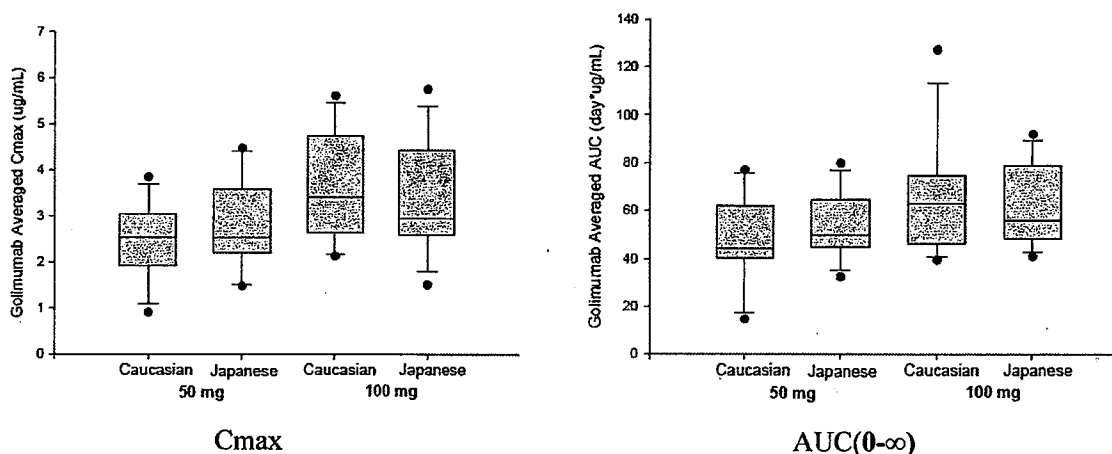 Golimumab Averaged Cmax (ug/mL)
7
6
5
4
3
2
1
0
Caucasian Japanese Caucasian Japanese
50 mg 100 mg
Cmax
Golimumab Averaged AUC (day*ug/mL)
140
120
100
80
60
40
20
0
Caucasian Japanese Caucasian Japanese
50 mg 100 mg
AUC(0-∞)